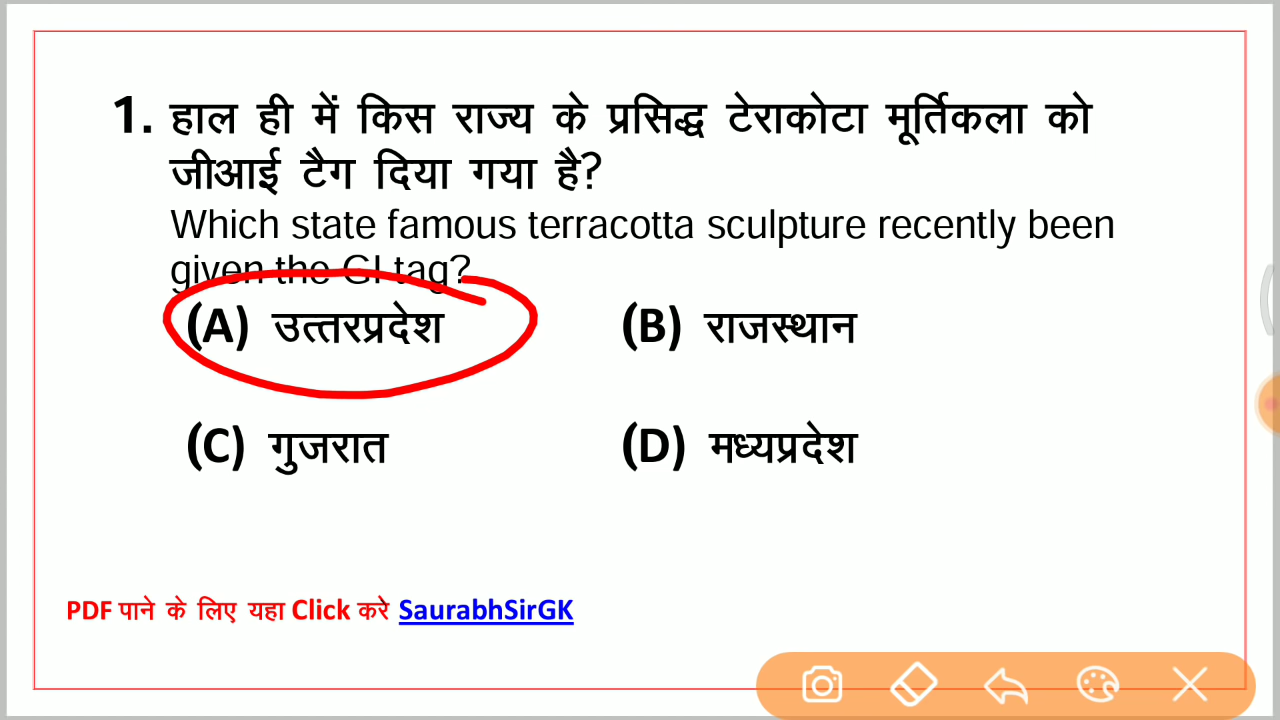 1. हाल ही में किस राज्य के प्रसिद्ध टेराकोटा मूर्तिकला को
जीआई टैग दिया गया है?
Which state famous terracotta sculpture recently been
given the GI tag?
(A) उत्तरप्रदेश (B) राजस्थान
(C) गुजरात (D) मध्यप्रदेश
PDF पाने के लिए यहा Click करे SaurabhSirGK